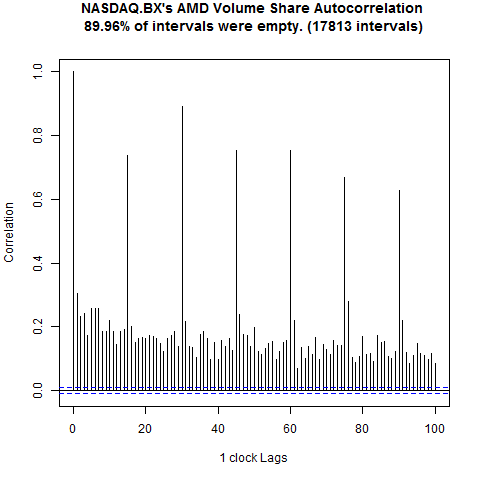 NASDAQ.BX's AMD Volume Share Autocorrelation
89.96% of intervals were empty. (17813 intervals)
1.0
0.8
0.6
0.4
0.2
0.0
Correlation
0 20 40 60 80 100
1 clock Lags